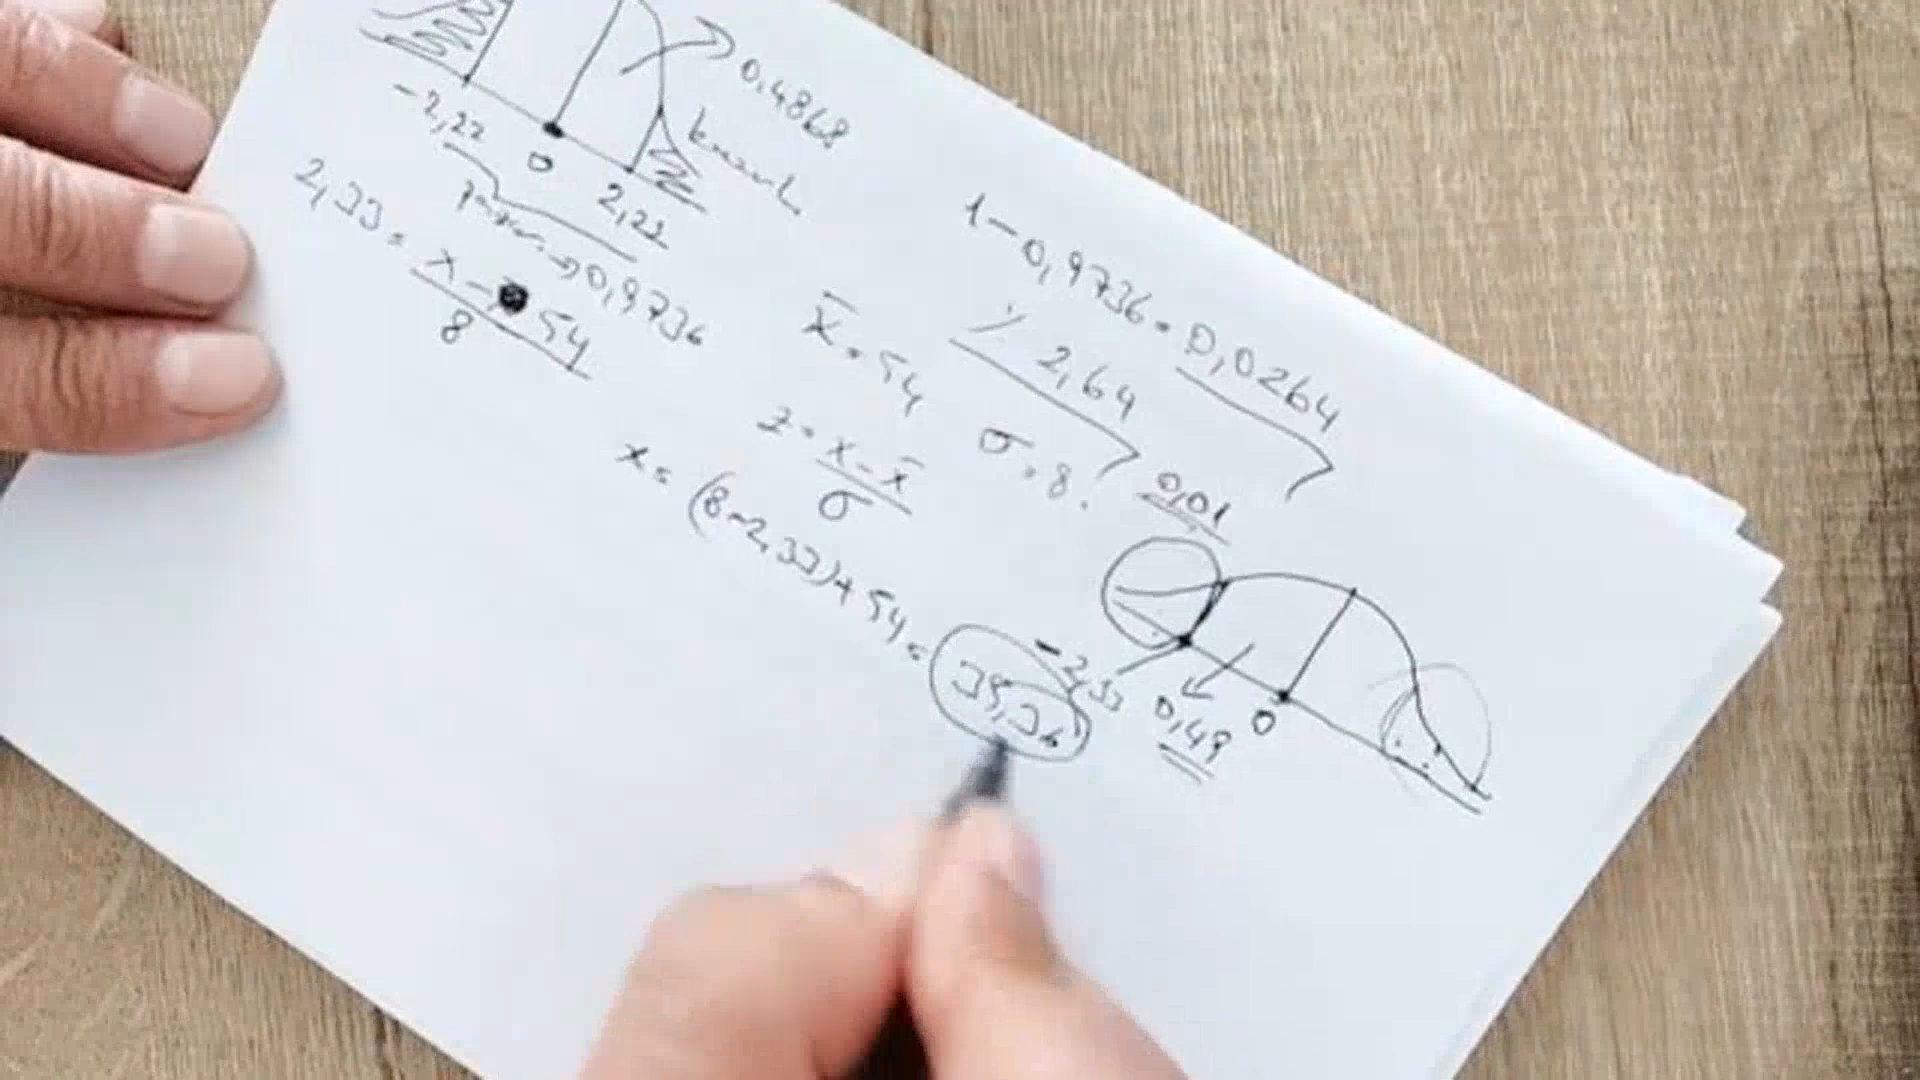 0,4868
-2,22
0
2,22
→0,9736
1-0,9736=0,0264
% 2,64
2,33=
x-54
8
x̄=54
σ=8.
z=
x-x̄
σ
0,01
x=(8·-2,33)+54=
35,36
-2,33
0,49
0